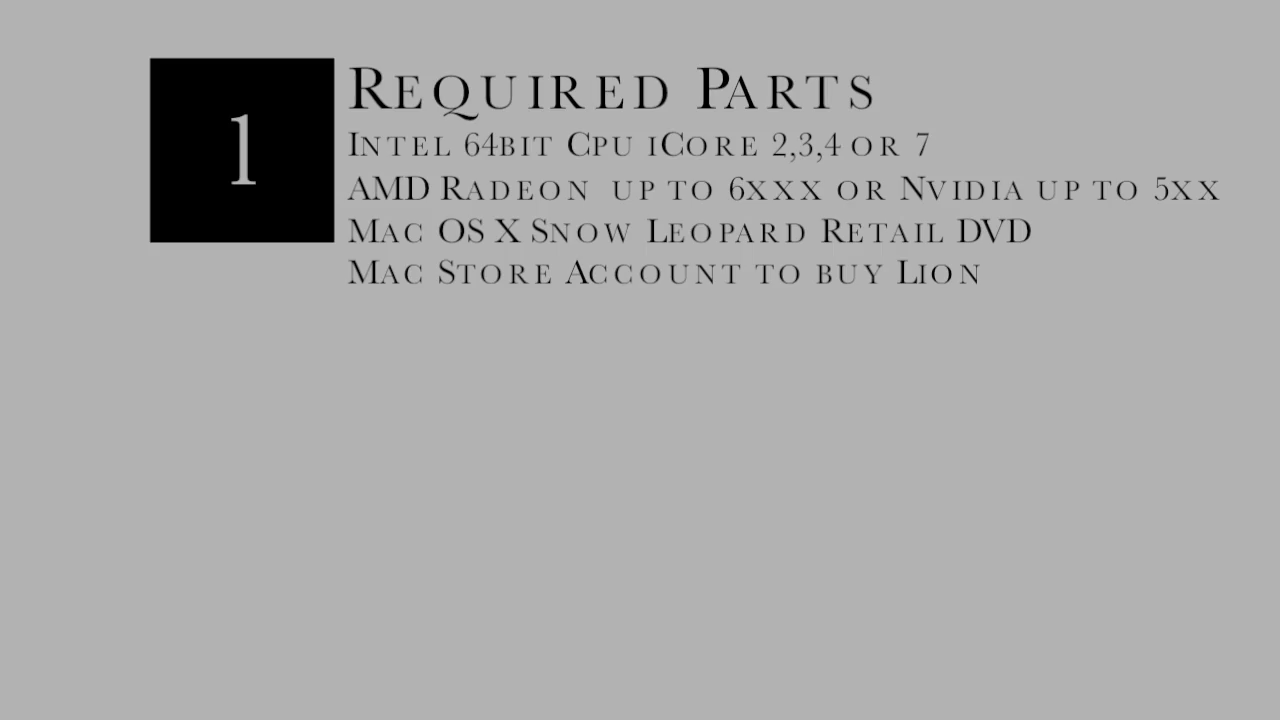 1
Required Parts
Intel 64bit Cpu iCore 2,3,4 or 7
AMD Radeon up to 6xxx or Nvidia up to 5xx
Mac OS X Snow Leopard Retail DVD
Mac Store Account to buy Lion